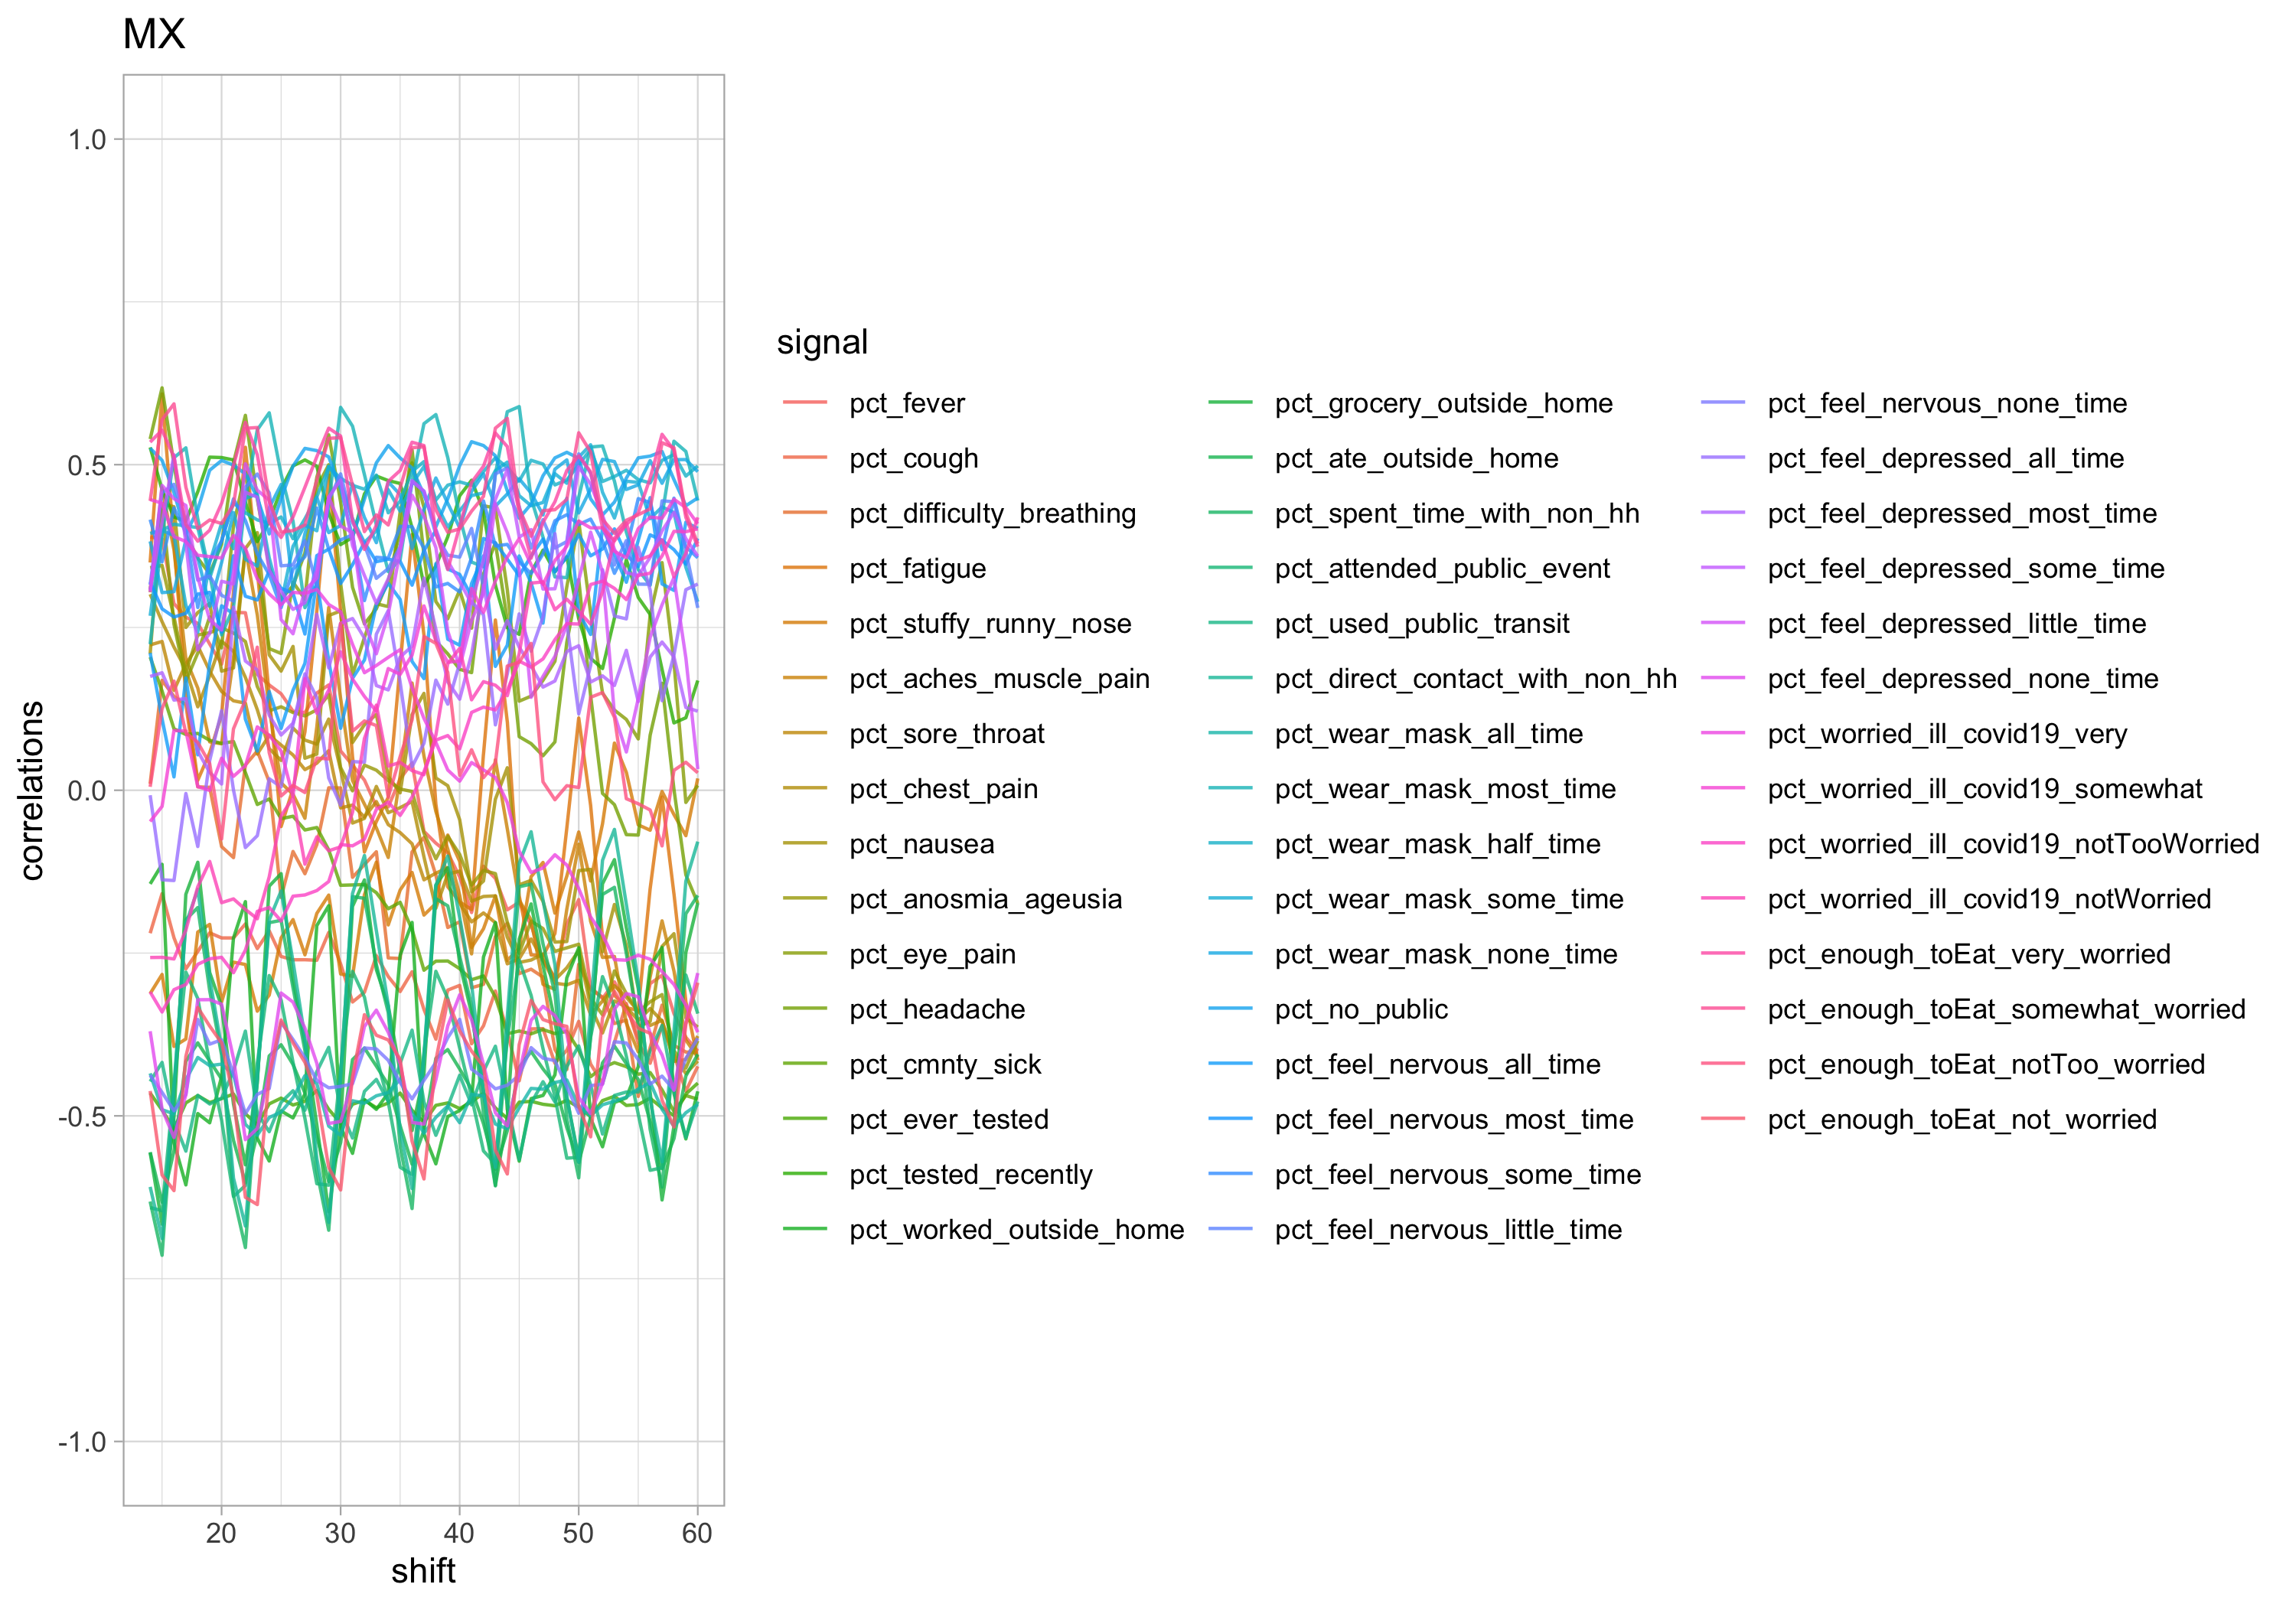 MX
1.0
0.5
0.0
-0.5
-1.0
correlations
20 30 40 50 60
shift
signal
pct_fever
pct_cough
pct_difficulty_breathing
pct_fatigue
pct_stuffy_runny_nose
pct_aches_muscle_pain
pct_sore_throat
pct_chest_pain
pct_nausea
pct_anosmia_ageusia
pct_eye_pain
pct_headache
pct_cmnty_sick
pct_ever_tested
pct_tested_recently
pct_worked_outside_home
pct_grocery_outside_home
pct_ate_outside_home
pct_spent_time_with_non_hh
pct_attended_public_event
pct_used_public_transit
pct_direct_contact_with_non_hh
pct_wear_mask_all_time
pct_wear_mask_most_time
pct_wear_mask_half_time
pct_wear_mask_some_time
pct_wear_mask_none_time
pct_no_public
pct_feel_nervous_all_time
pct_feel_nervous_most_time
pct_feel_nervous_some_time
pct_feel_nervous_little_time
pct_feel_nervous_none_time
pct_feel_depressed_all_time
pct_feel_depressed_most_time
pct_feel_depressed_some_time
pct_feel_depressed_little_time
pct_feel_depressed_none_time
pct_worried_ill_covid19_very
pct_worried_ill_covid19_somewhat
pct_worried_ill_covid19_notTooWorried
pct_worried_ill_covid19_notWorried
pct_enough_toEat_very_worried
pct_enough_toEat_somewhat_worried
pct_enough_toEat_notToo_worried
pct_enough_toEat_not_worried